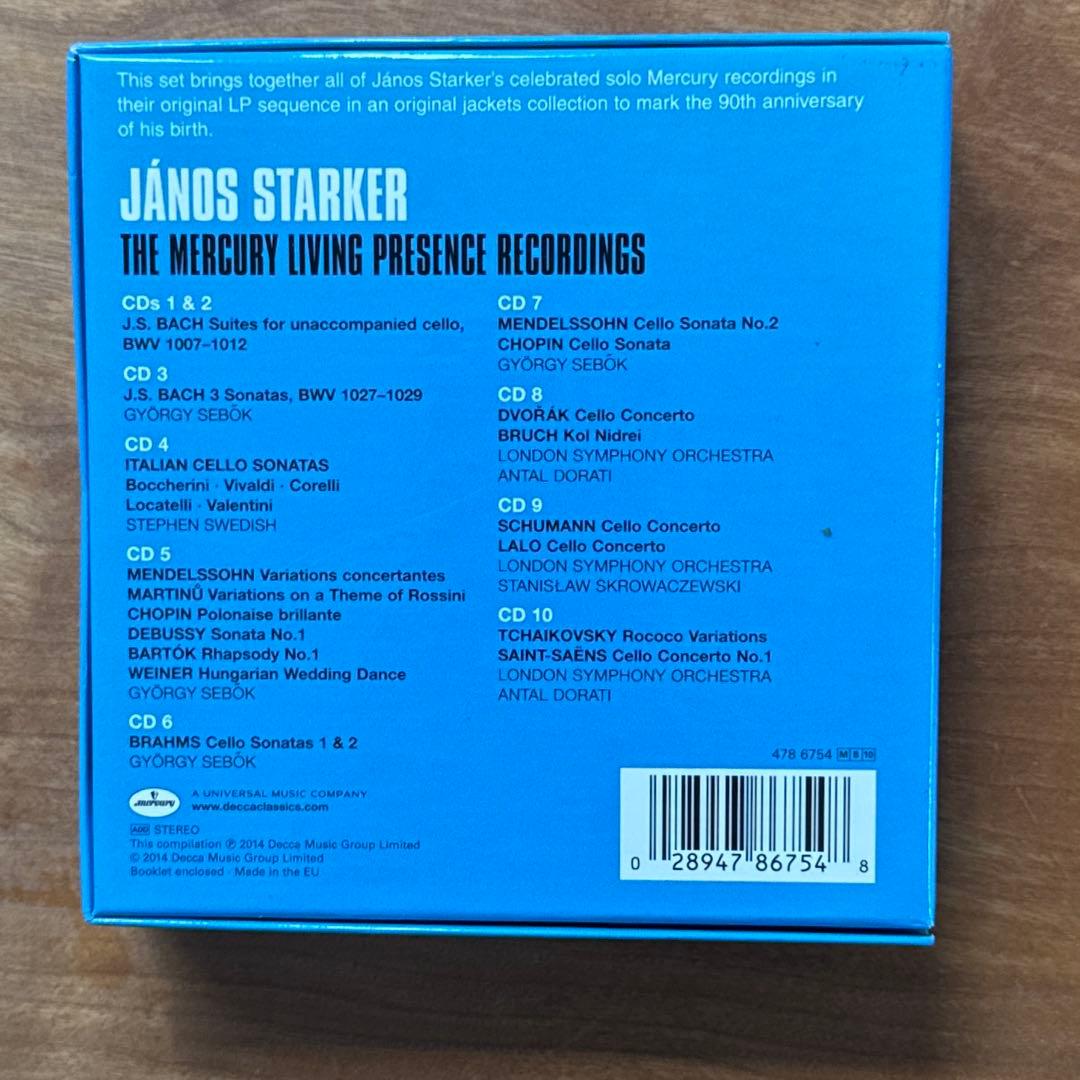 This set brings together all of János Starker's celebrated solo Mercury recordings in
their original LP sequence in an original jackets collection to mark the 90th anniversary
of his birth.
JÁNOS STARKER
THE MERCURY LIVING PRESENCE RECORDINGS
CDs 1 & 2
J.S. BACH Suites for unaccompanied cello,
BWV 1007–1012
CD 3
J.S. BACH 3 Sonatas, BWV 1027–1029
GYÖRGY SEBŐK
CD 4
ITALIAN CELLO SONATAS
Boccherini · Vivaldi · Corelli
Locatelli · Valentini
STEPHEN SWEDISH
CD 5
MENDELSSOHN Variations concertantes
MARTINŮ Variations on a Theme of Rossini
CHOPIN Polonaise brillante
DEBUSSY Sonata No.1
BARTÓK Rhapsody No.1
WEINER Hungarian Wedding Dance
GYÖRGY SEBŐK
CD 6
BRAHMS Cello Sonatas 1 & 2
GYÖRGY SEBŐK
CD 7
MENDELSSOHN Cello Sonata No.2
CHOPIN Cello Sonata
GYÖRGY SEBŐK
CD 8
DVOŘÁK Cello Concerto
BRUCH Kol Nidrei
LONDON SYMPHONY ORCHESTRA
ANTAL DORATI
CD 9
SCHUMANN Cello Concerto
LALO Cello Concerto
LONDON SYMPHONY ORCHESTRA
STANISŁAW SKROWACZEWSKI
CD 10
TCHAIKOVSKY Rococo Variations
SAINT-SAËNS Cello Concerto No.1
LONDON SYMPHONY ORCHESTRA
ANTAL DORATI
mercury
A UNIVERSAL MUSIC COMPANY
www.deccaclassics.com
ADD STEREO
This compilation ℗ 2014 Decca Music Group Limited
© 2014 Decca Music Group Limited
Booklet enclosed · Made in the EU
478 6754 M B 10
0 28947 86754 8